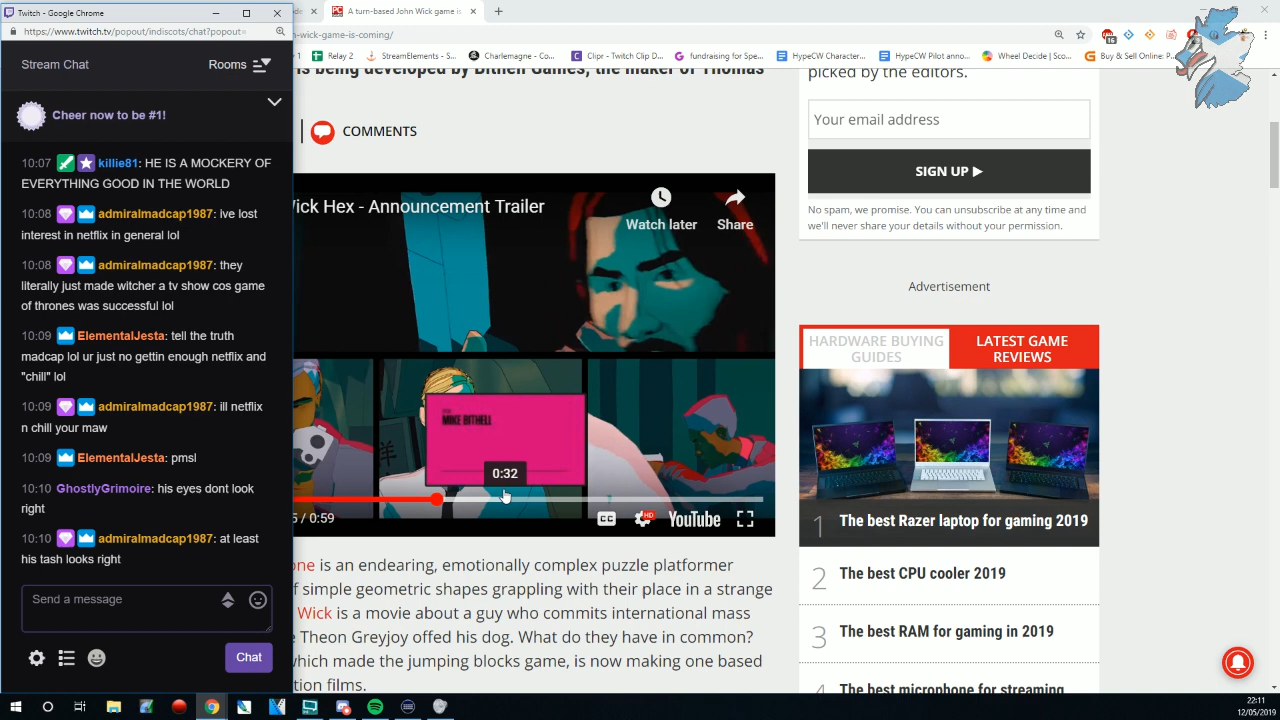 Twitch - Google Chrome
A turn-based John Wick game is
https://www.twitch.tv/popout/indiscots/chat?popout=
n-wick-game-is-coming/
Relay 2
StreamElements - S...
Charlemagne - Co...
Clipr - Twitch Clip D...
fundraising for Spe...
HypeCW Character...
HypeCW Pilot anno...
Wheel Decide | Sco...
Buy & Sell Online: P...
Stream Chat
Rooms
Cheer now to be #1!
10:07 killie81: HE IS A MOCKERY OF
EVERYTHING GOOD IN THE WORLD
10:08 admiralmadcap1987: ive lost
interest in netflix in general lol
10:08 admiralmadcap1987: they
literally just made witcher a tv show cos game
of thrones was successful lol
10:09 ElementalJesta: tell the truth
madcap lol ur just no gettin enough netflix and
"chill" lol
10:09 admiralmadcap1987: ill netflix
n chill your maw
10:09 ElementalJesta: pmsl
10:10 GhostlyGrimoire: his eyes dont look
right
10:10 admiralmadcap1987: at least
his tash looks right
Send a message
Chat
is being developed by Bithell Games, the maker of Thomas
COMMENTS
Wick Hex - Announcement Trailer
Watch later
Share
MIKE BITHELL
0:32
5 / 0:59
CC
HD
YouTube
one is an endearing, emotionally complex puzzle platformer
f simple geometric shapes grappling with their place in a strange
Wick is a movie about a guy who commits international mass
e Theon Greyjoy offed his dog. What do they have in common?
which made the jumping blocks game, is now making one based
tion films.
picked by the editors.
Your email address
SIGN UP
No spam, we promise. You can unsubscribe at any time and
we'll never share your details without your permission.
Advertisement
HARDWARE BUYING
GUIDES
LATEST GAME
REVIEWS
1 The best Razer laptop for gaming 2019
2 The best CPU cooler 2019
3 The best RAM for gaming in 2019
4 The best microphone for streaming
22:11
12/05/2019